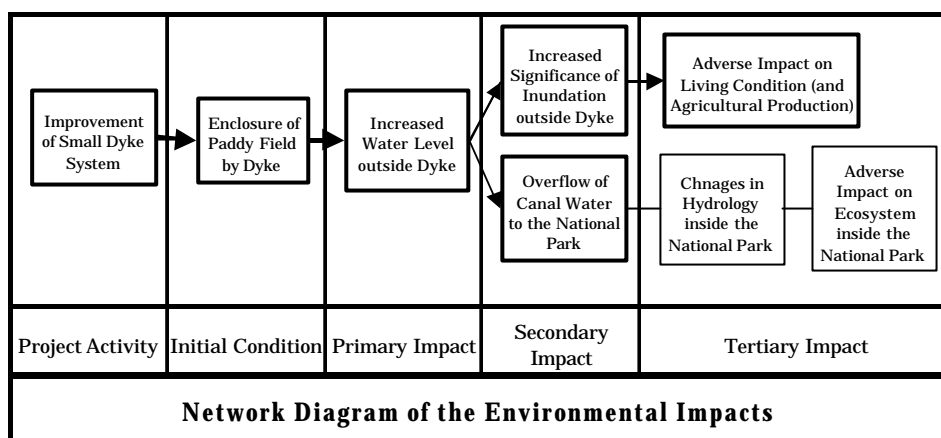 Improvement
of Small Dyke
System
Enclosure of
Paddy Field
by Dyke
Increased
Water Level
outside Dyke
Increased
Significance of
Inundation
outside Dyke
Adverse Impact on
Living Condition (and
Agricultural Production)
Overflow of
Canal Water
to the National
Park
Chnages in
Hydrology
inside the
National Park
Adverse
Impact on
Ecosystem
inside the
National Park
Project Activity
Initial Condition
Primary Impact
Secondary
Impact
Tertiary Impact
Network Diagram of the Environmental Impacts